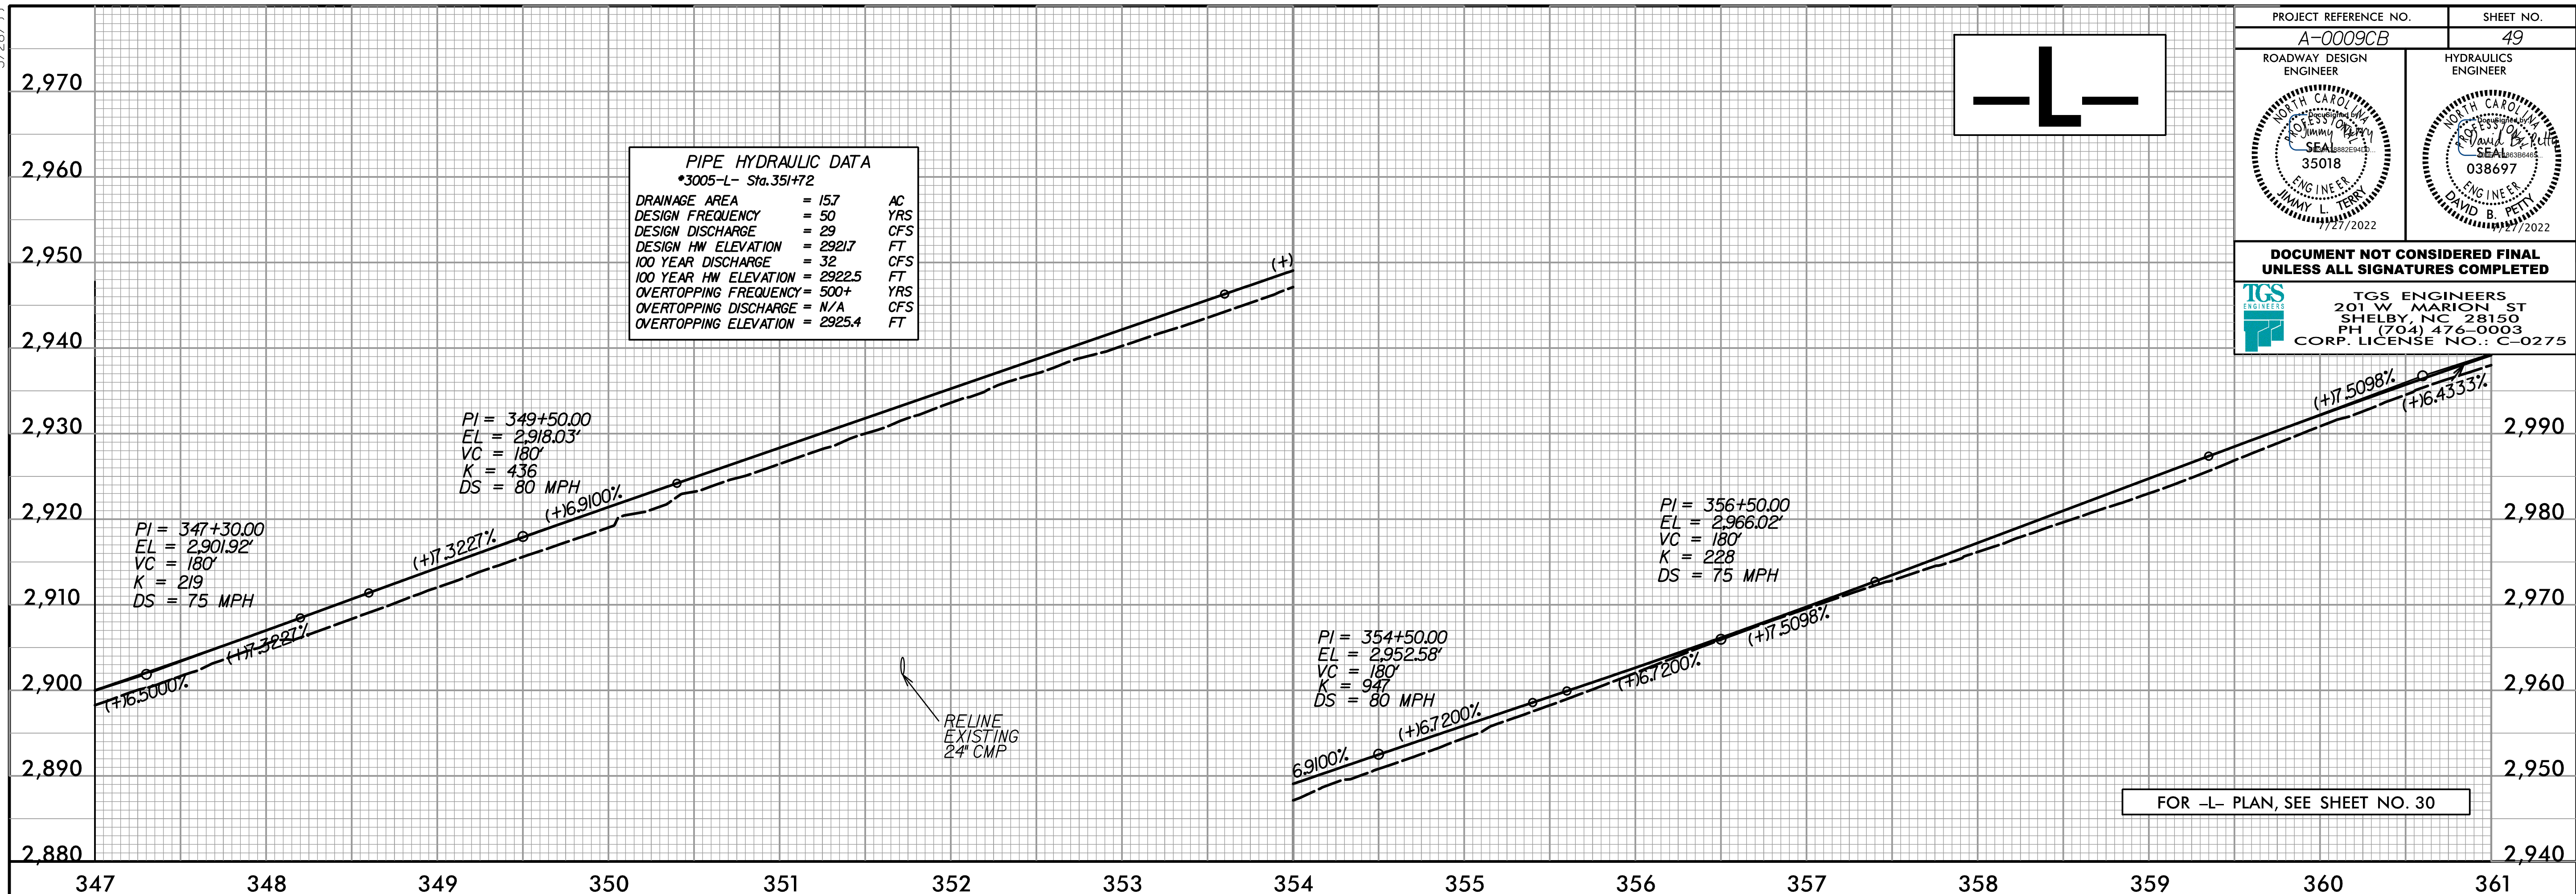 PROJECT REFERENCE NO.
SHEET NO.
A-0009CB
49
ROADWAY DESIGN
ENGINEER
HYDRAULICS
ENGINEER
NORTH CAROLINA
PROFESSIONAL
DocuSigned by
SEAL
35018
ENGINEER
JIMMY L. TERRY
7/27/2022
NORTH CAROLINA
PROFESSIONAL
DocuSigned by
David B. Petty
SEAL
038697
ENGINEER
DAVID B. PETTY
7/27/2022
DOCUMENT NOT CONSIDERED FINAL
UNLESS ALL SIGNATURES COMPLETED
TGS
ENGINEERS
TGS ENGINEERS
201 W MARION ST
SHELBY, NC 28150
PH (704) 476-0003
CORP. LICENSE NO.: C-0275
-L-
PIPE HYDRAULIC DATA
*3005-L- Sta.351+72
DRAINAGE AREA = 15.7 AC
DESIGN FREQUENCY = 50 YRS
DESIGN DISCHARGE = 29 CFS
DESIGN HW ELEVATION = 2921.7 FT
100 YEAR DISCHARGE = 32 CFS
100 YEAR HW ELEVATION = 2922.5 FT
OVERTOPPING FREQUENCY = 500+ YRS
OVERTOPPING DISCHARGE = N/A CFS
OVERTOPPING ELEVATION = 2925.4 FT
2,970
2,960
2,950
2,940
2,930
2,920
2,910
2,900
2,890
2,880
PI = 347+30.00
EL = 2,901.92'
VC = 180'
K = 219
DS = 75 MPH
(+)6.5000%
(+)7.3227%
PI = 349+50.00
EL = 2,918.03'
VC = 180'
K = 436
DS = 80 MPH
(+)7.3227%
(+)6.9100%
RELINE
EXISTING
24" CMP
(+)
6.9100%
PI = 354+50.00
EL = 2,952.58'
VC = 180'
K = 947
DS = 80 MPH
(+)6.7200%
PI = 356+50.00
EL = 2,966.02'
VC = 180'
K = 228
DS = 75 MPH
(+)6.7200%
(+)7.5098%
(+)7.5098%
(+)6.4333%
2,990
2,980
2,970
2,960
2,950
2,940
FOR -L- PLAN, SEE SHEET NO. 30
347 348 349 350 351 352 353 354 355 356 357 358 359 360